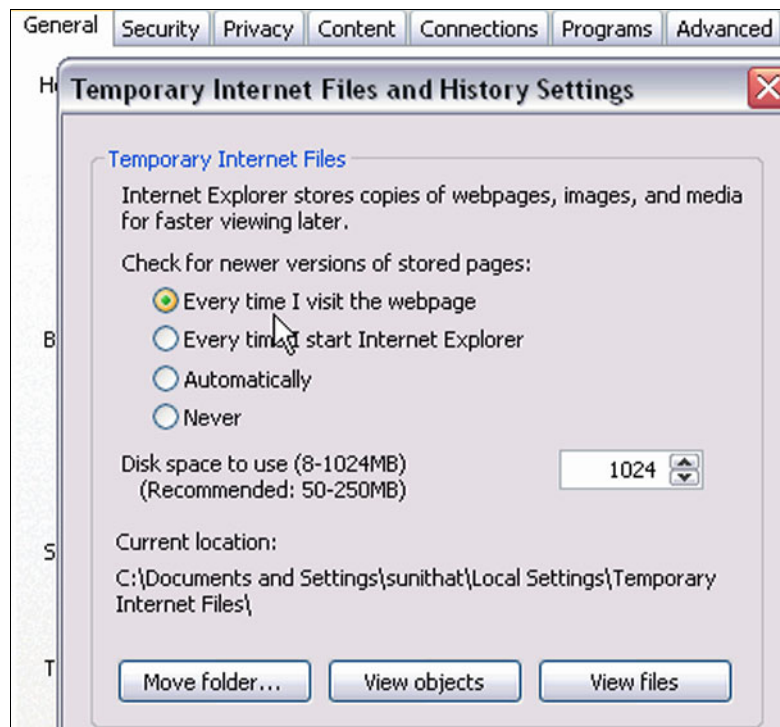 General Security Privacy Content Connections Programs Advanced
Temporary Internet Files and History Settings
Temporary Internet Files
Internet Explorer stores copies of webpages, images, and media
for faster viewing later.
Check for newer versions of stored pages:
Every time I visit the webpage
Every time I start Internet Explorer
Automatically
Never
Disk space to use (8-1024MB)
(Recommended: 50-250MB)
1024
Current location:
C:\Documents and Settings\sunithat\Local Settings\Temporary
Internet Files\
Move folder... View objects View files